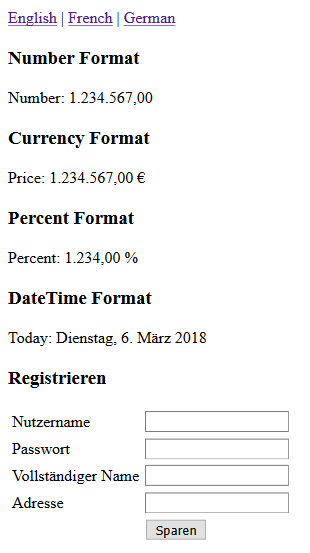 English | French | German
Number Format
Number: 1.234.567,00
Currency Format
Price: 1.234.567,00 €
Percent Format
Percent: 1.234,00 %
DateTime Format
Today: Dienstag, 6. März 2018
Registrieren
Nutzername
Passwort
Vollständiger Name
Adresse
Sparen